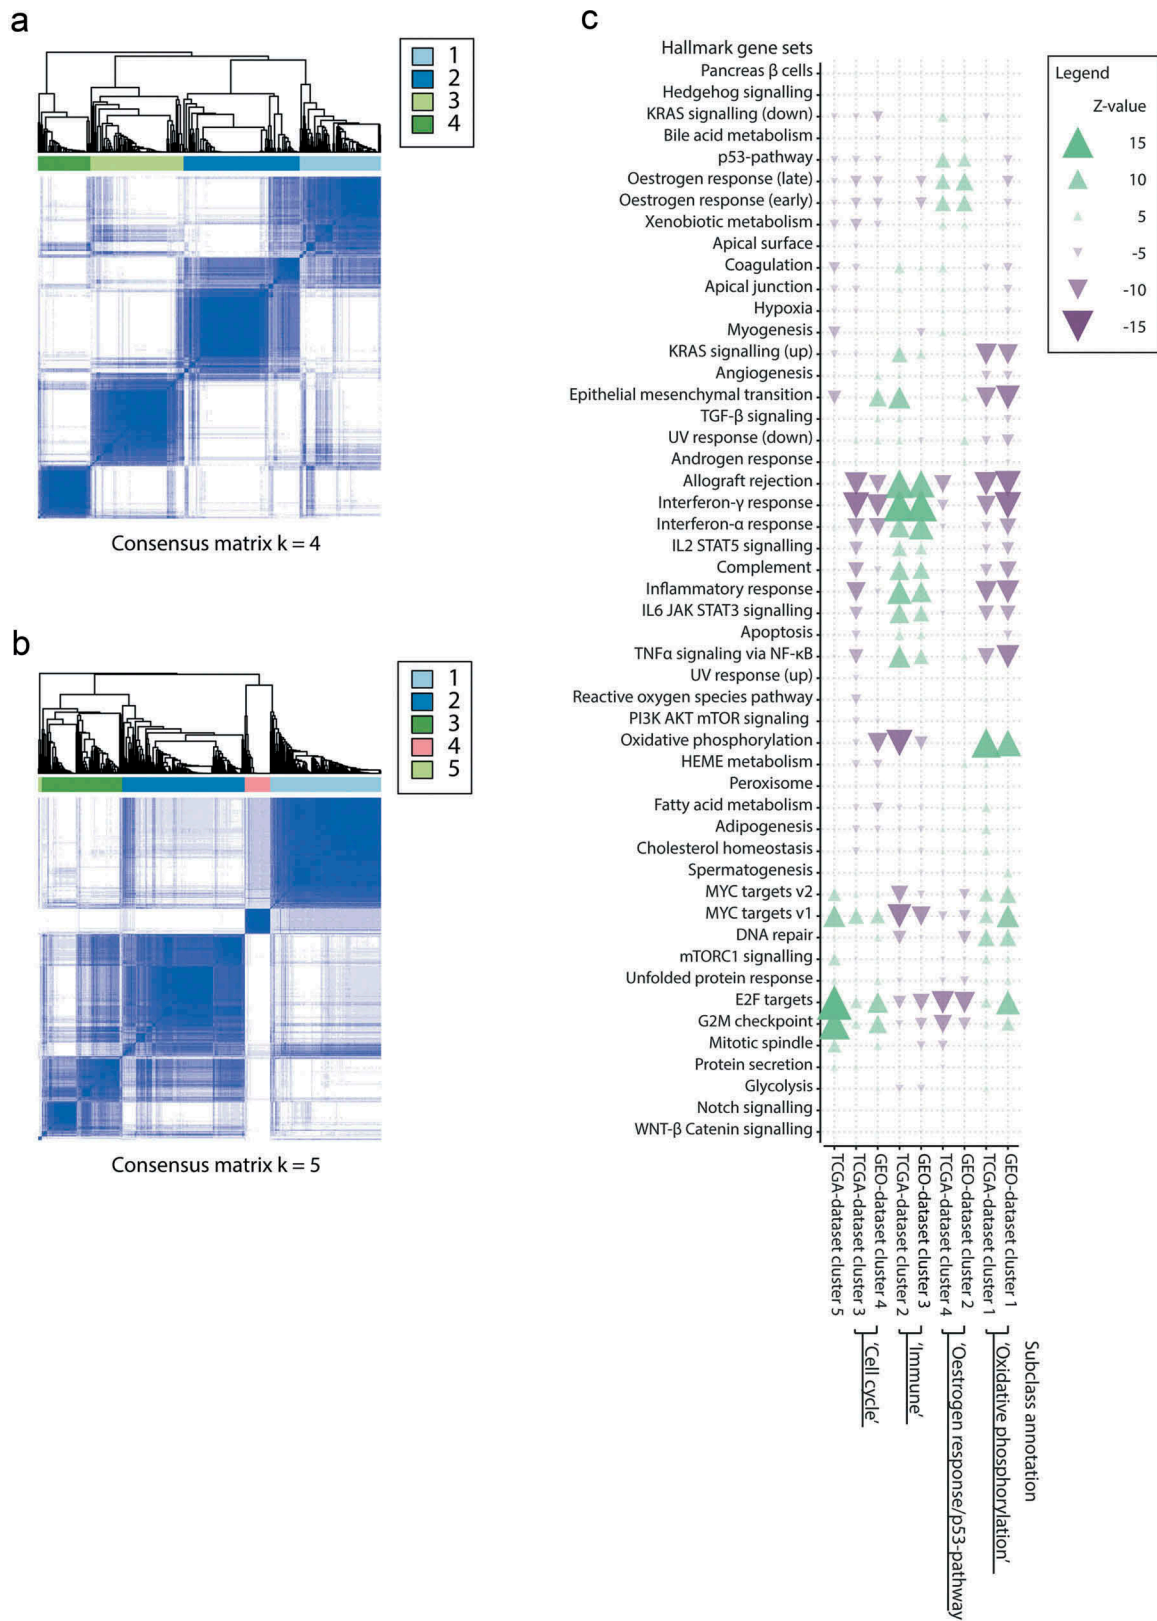 a
1
2
3
4
Consensus matrix k = 4
b
1
2
3
4
5
Consensus matrix k = 5
c
Hallmark gene sets
Pancreas β cells
Hedgehog signalling
KRAS signalling (down)
Bile acid metabolism
p53-pathway
Oestrogen response (late)
Oestrogen response (early)
Xenobiotic metabolism
Apical surface
Coagulation
Apical junction
Hypoxia
Myogenesis
KRAS signalling (up)
Angiogenesis
Epithelial mesenchymal transition
TGF-β signaling
UV response (down)
Androgen response
Allograft rejection
Interferon-γ response
Interferon-α response
IL2 STAT5 signalling
Complement
Inflammatory response
IL6 JAK STAT3 signalling
Apoptosis
TNFα signaling via NF-κB
UV response (up)
Reactive oxygen species pathway
PI3K AKT mTOR signaling
Oxidative phosphorylation
HEME metabolism
Peroxisome
Fatty acid metabolism
Adipogenesis
Cholesterol homeostasis
Spermatogenesis
MYC targets v2
MYC targets v1
DNA repair
mTORC1 signalling
Unfolded protein response
E2F targets
G2M checkpoint
Mitotic spindle
Protein secretion
Glycolysis
Notch signalling
WNT-β Catenin signalling
TCGA-dataset cluster 5
TCGA-dataset cluster 3
GEO-dataset cluster 4
TCGA-dataset cluster 2
GEO-dataset cluster 3
TCGA-dataset cluster 4
GEO-dataset cluster 2
TCGA-dataset cluster 1
GEO-dataset cluster 1
'Cell cycle'
'Immune'
'Oestrogen response/p53-pathway
'Oxidative phosphorylation'
Subclass annotation
Legend
Z-value
15
10
5
-5
-10
-15